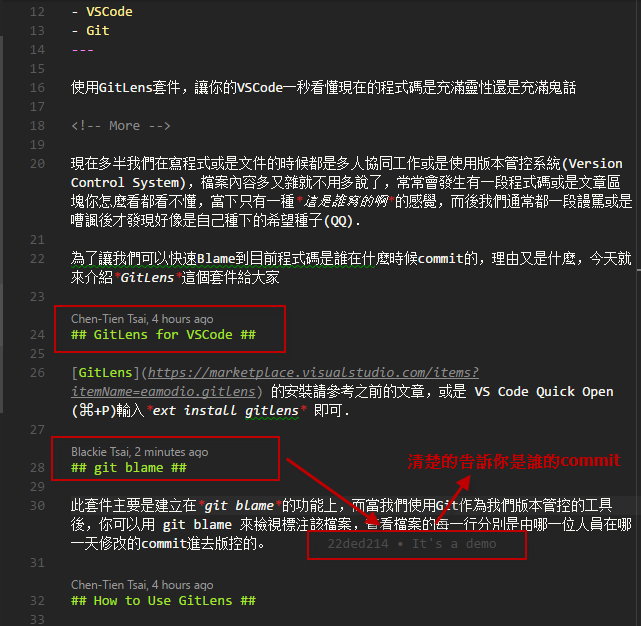 12 - VSCode
13 - Git
14 ---
15
16 使用GitLens套件, 讓你的VSCode一秒看懂現在的程式碼是充滿靈性還是充滿鬼話
17
18 <!-- More -->
19
20 現在多半我們在寫程式或是文件的時候都是多人協同工作或是使用版本管控系統(Version
Control System), 檔案內容多又雜就不用多說了, 常常會發生有一段程式碼或是文章區
塊你怎麼看都看不懂, 當下只有一種*這是誰寫的啊*的感覺, 而後我們通常都一段謾罵或是
嘲諷後才發現好像是自己種下的希望種子(QQ).
21
22 為了讓我們可以快速Blame到目前程式碼是誰在什麼時候commit的, 理由又是什麼, 今天就
來介紹*GitLens*這個套件給大家
23
Chen-Tien Tsai, 4 hours ago
24 ## GitLens for VSCode ##
25
26 [GitLens](https://marketplace.visualstudio.com/items?
itemName=eamodio.gitlens) 的安裝請參考之前的文章, 或是 VS Code Quick Open
(⌘+P)輸入*ext install gitlens* 即可.
27
Blackie Tsai, 2 minutes ago
28 ## git blame ##
清楚的告訴你是誰的commit
29
30 此套件主要是建立在*git blame*的功能上, 而當我們使用Git作為我們版本管控的工具
後, 你可以用 git blame 來檢視標注該檔案, 查看檔案的每一行分別是由哪一位人員在哪
一天修改的commit進去版控的。 22ded214 • It's a demo
31
Chen-Tien Tsai, 4 hours ago
32 ## How to Use GitLens ##
33